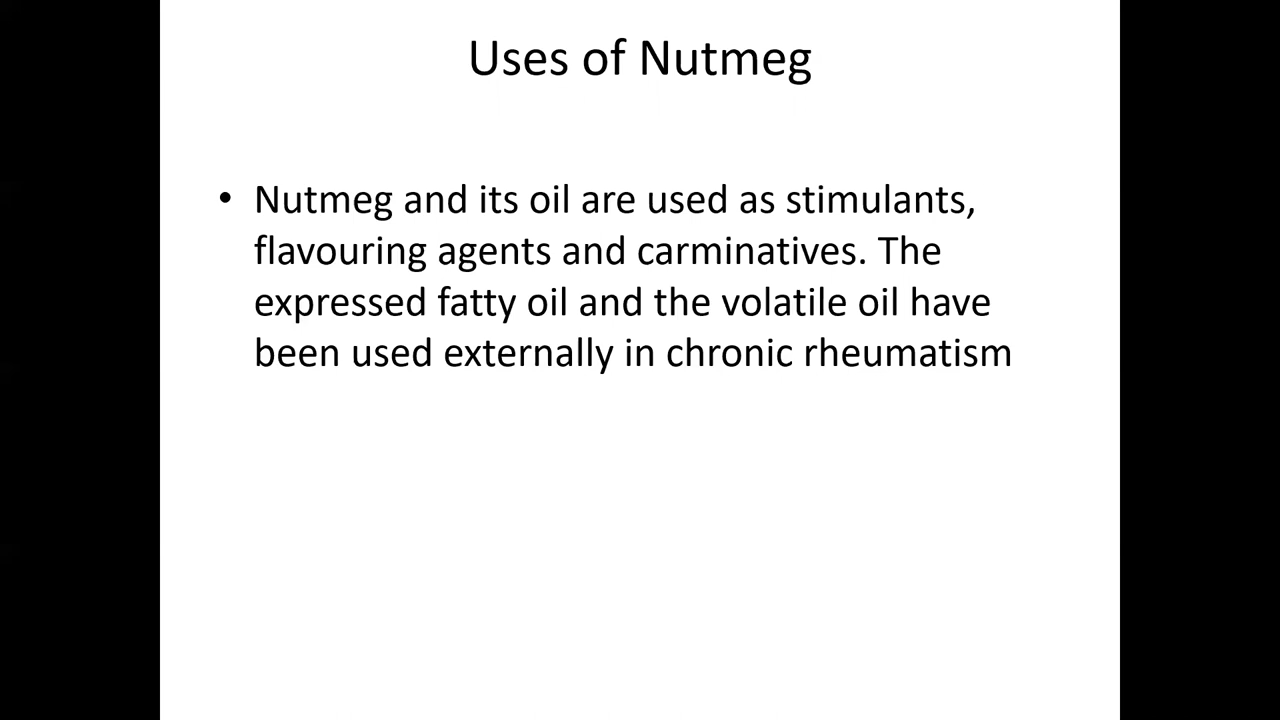 Uses of Nutmeg
• Nutmeg and its oil are used as stimulants,
flavouring agents and carminatives. The
expressed fatty oil and the volatile oil have
been used externally in chronic rheumatism